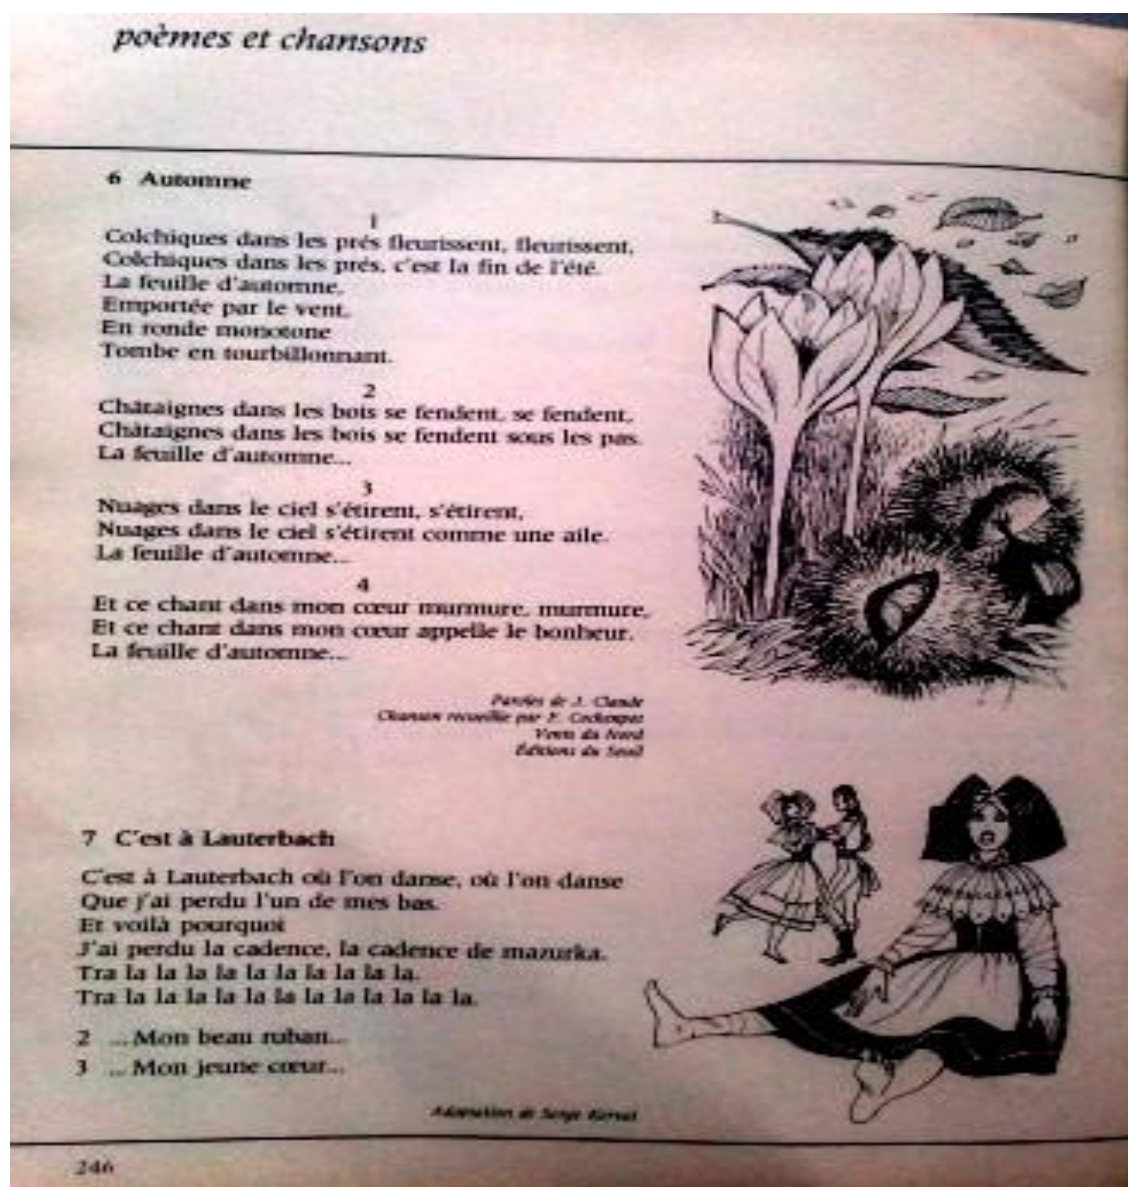 poèmes et chansons
6 Automne
1
Colchiques dans les prés fleurissent, fleurissent,
Colchiques dans les prés, c'est la fin de l'été.
La feuille d'automne,
Emportée par le vent,
En ronde monotone
Tombe en tourbillonnant.
2
Châtaignes dans les bois se fendent, se fendent,
Châtaignes dans les bois se fendent sous les pas.
La feuille d'automne...
3
Nuages dans le ciel s'étirent, s'étirent,
Nuages dans le ciel s'étirent comme une aile.
La feuille d'automne...
4
Et ce chant dans mon cœur murmure, murmure,
Et ce chant dans mon cœur appelle le bonheur.
La feuille d'automne...
Paroles de J. Claude
Chanson recueillie par F. Cockenpot
Vents du Nord
Éditions du Seuil
7 C'est à Lauterbach
C'est à Lauterbach où l'on danse, où l'on danse
Que j'ai perdu l'un de mes bas.
Et voilà pourquoi
J'ai perdu la cadence, la cadence de mazurka.
Tra la la la la la la la la la la.
Tra la la la la la la la la la la la la.
2 ... Mon beau ruban...
3 ... Mon jeune cœur...
Adaptation de Serge
246